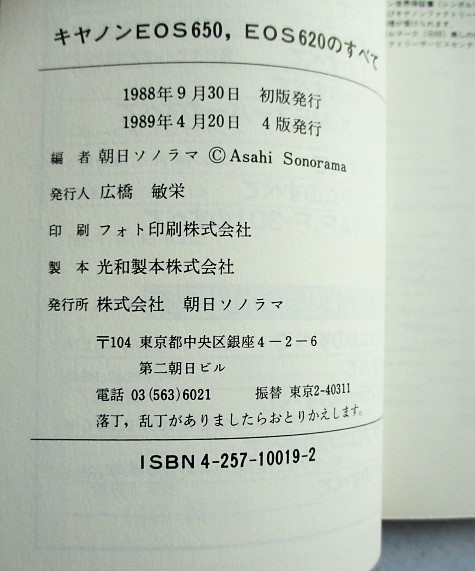 キヤノンEOS650, EOS620のすべて
1988年9月30日 初版発行
1989年4月20日 4版発行
編 者 朝日ソノラマ ©Asahi Sonorama
発行人 広橋 敏栄
印 刷 フォト印刷株式会社
製 本 光和製本株式会社
発行所 株式会社 朝日ソノラマ
〒104 東京都中央区銀座4-2-6
第二朝日ビル
電話 03(563)6021 振替 東京2-40311
落丁,乱丁がありましたらおとりかえします。
ISBN4-257-10019-2